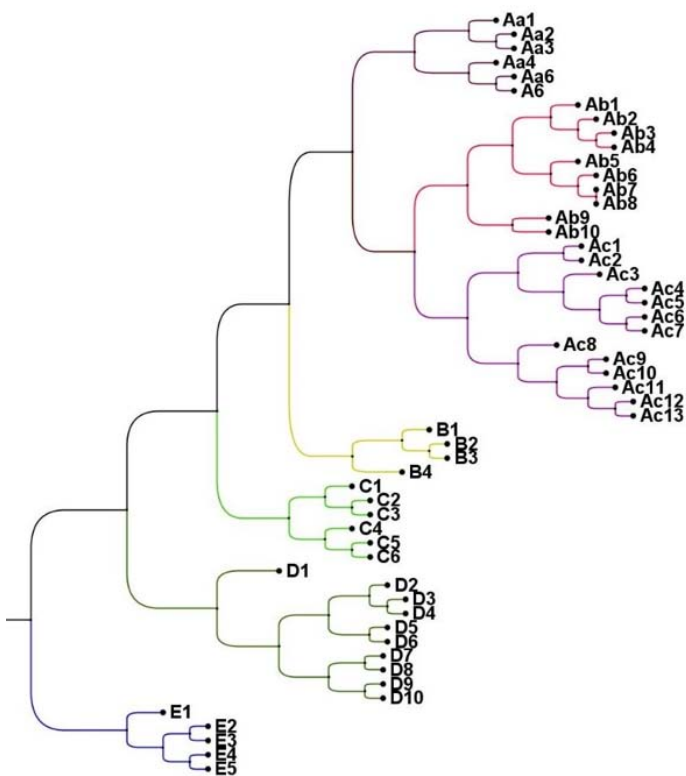 Aa1
Aa2
Aa3
Aa4
Aa6
A6
Ab1
Ab2
Ab3
Ab4
Ab5
Ab6
Ab7
Ab8
Ab9
Ab10
Ac1
Ac2
Ac3
Ac4
Ac5
Ac6
Ac7
Ac8
Ac9
Ac10
Ac11
Ac12
Ac13
B1
B2
B3
B4
C1
C2
C3
C4
C5
C6
D1
D2
D3
D4
D5
D6
D7
D8
D9
D10
E1
E2
E3
E4
E5